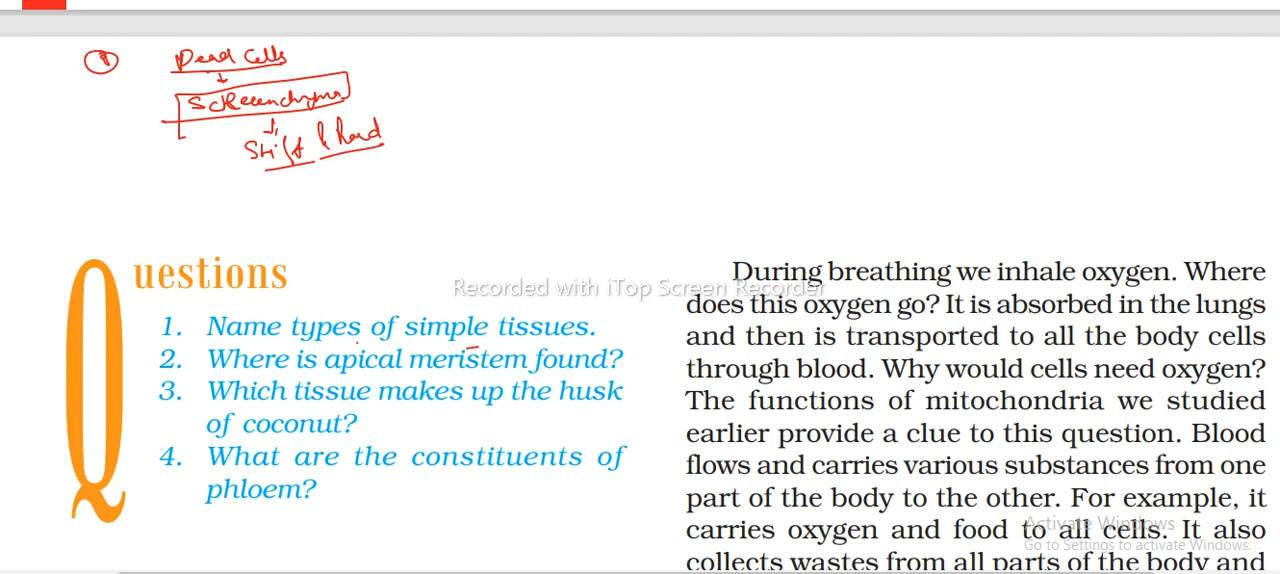 Dead Cells
Sclerenchyma
Stiff & hard
Questions
1. Name types of simple tissues.
2. Where is apical meristem found?
3. Which tissue makes up the husk
of coconut?
4. What are the constituents of
phloem?
During breathing we inhale oxygen. Where
does this oxygen go? It is absorbed in the lungs
and then is transported to all the body cells
through blood. Why would cells need oxygen?
The functions of mitochondria we studied
earlier provide a clue to this question. Blood
flows and carries various substances from one
part of the body to the other. For example, it
carries oxygen and food to all cells. It also
collects wastes from all parts of the body and
Recorded with iTop Screen Recorder
Activate Windows
Go to Settings to activate Windows.